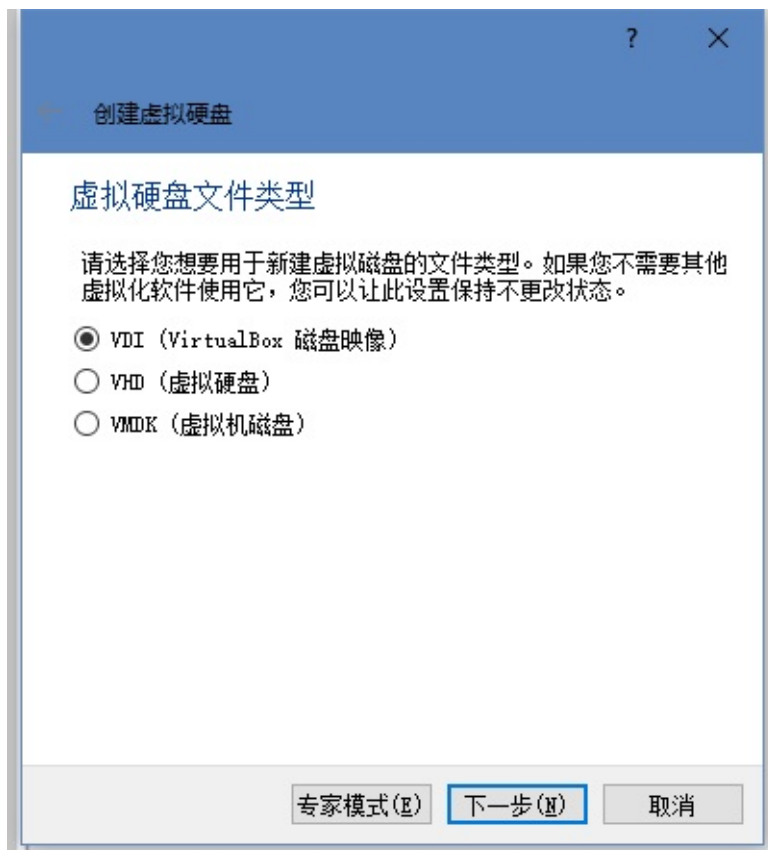 ?
创建虚拟硬盘
虚拟硬盘文件类型
请选择您想要用于新建虚拟磁盘的文件类型。如果您不需要其他
虚拟化软件使用它，您可以让此设置保持不更改状态。
VDI (VirtualBox 磁盘映像)
VHD (虚拟硬盘)
VMDK (虚拟机磁盘)
专家模式(E) 下一步(N) 取消